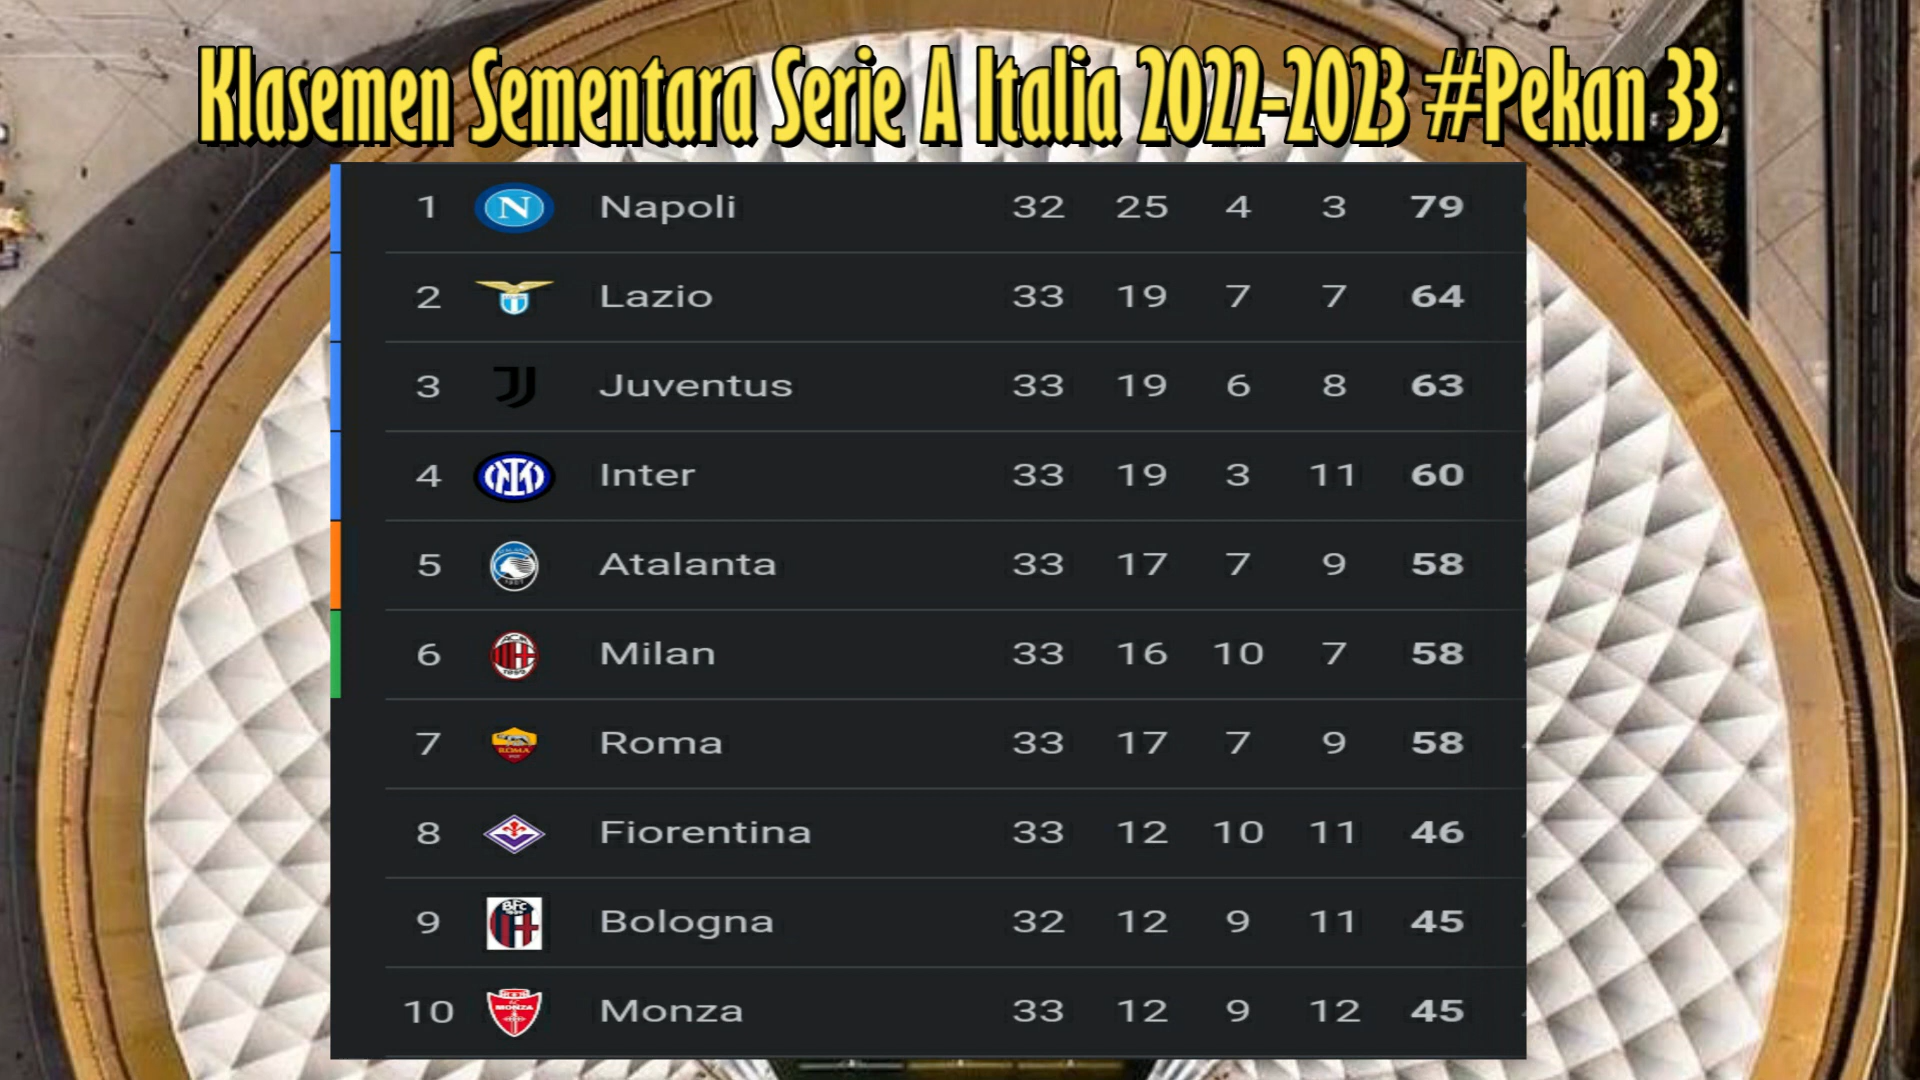 Klasemen Sementara Serie A Italia 2022-2023 #Pekan 33
1 N Napoli 32 25 4 3 79
2 Lazio 33 19 7 7 64
3 Juventus 33 19 6 8 63
4 Inter 33 19 3 11 60
5 Atalanta 33 17 7 9 58
6 Milan 33 16 10 7 58
7 ROMA Roma 33 17 7 9 58
8 Fiorentina 33 12 10 11 46
9 BFC Bologna 32 12 9 11 45
10 MONZA Monza 33 12 9 12 45